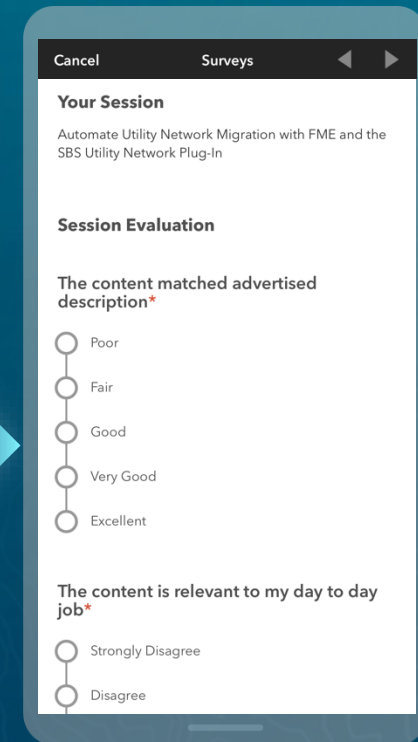 Cancel
Surveys
Your Session
Automate Utility Network Migration with FME and the
SBS Utility Network Plug-In
Session Evaluation
The content matched advertised
description*
Poor
Fair
Good
Very Good
Excellent
The content is relevant to my day to day
job*
Strongly Disagree
Disagree